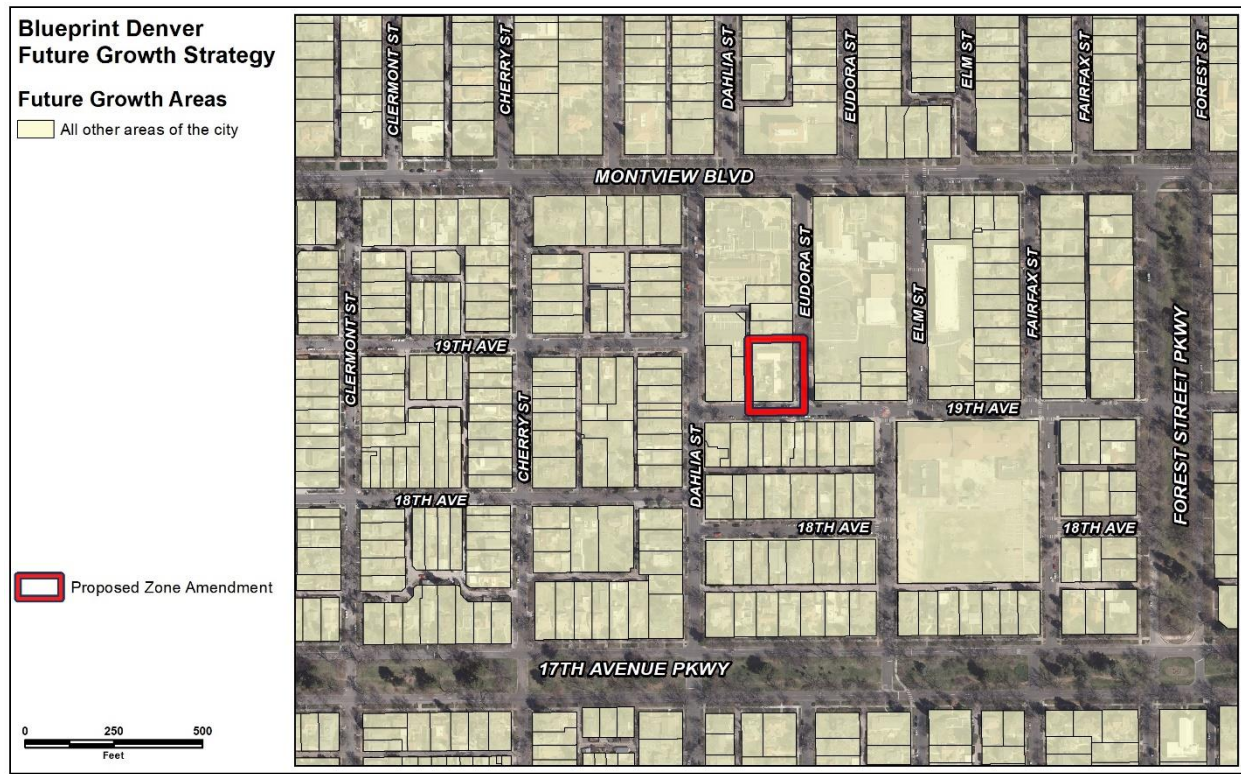 Blueprint Denver
Future Growth Strategy
Future Growth Areas
All other areas of the city
Proposed Zone Amendment
0 250 500
Feet
CLERMONT ST
CHERRY ST
DAHLIA ST
EUDORA ST
ELM ST
FAIRFAX ST
FOREST ST
MONTVIEW BLVD
EUDORA ST
ELM ST
FAIRFAX ST
CLERMONT ST
19TH AVE
CHERRY ST
FOREST STREET PKWY
19TH AVE
DAHLIA ST
18TH AVE
18TH AVE
18TH AVE
17TH AVENUE PKWY